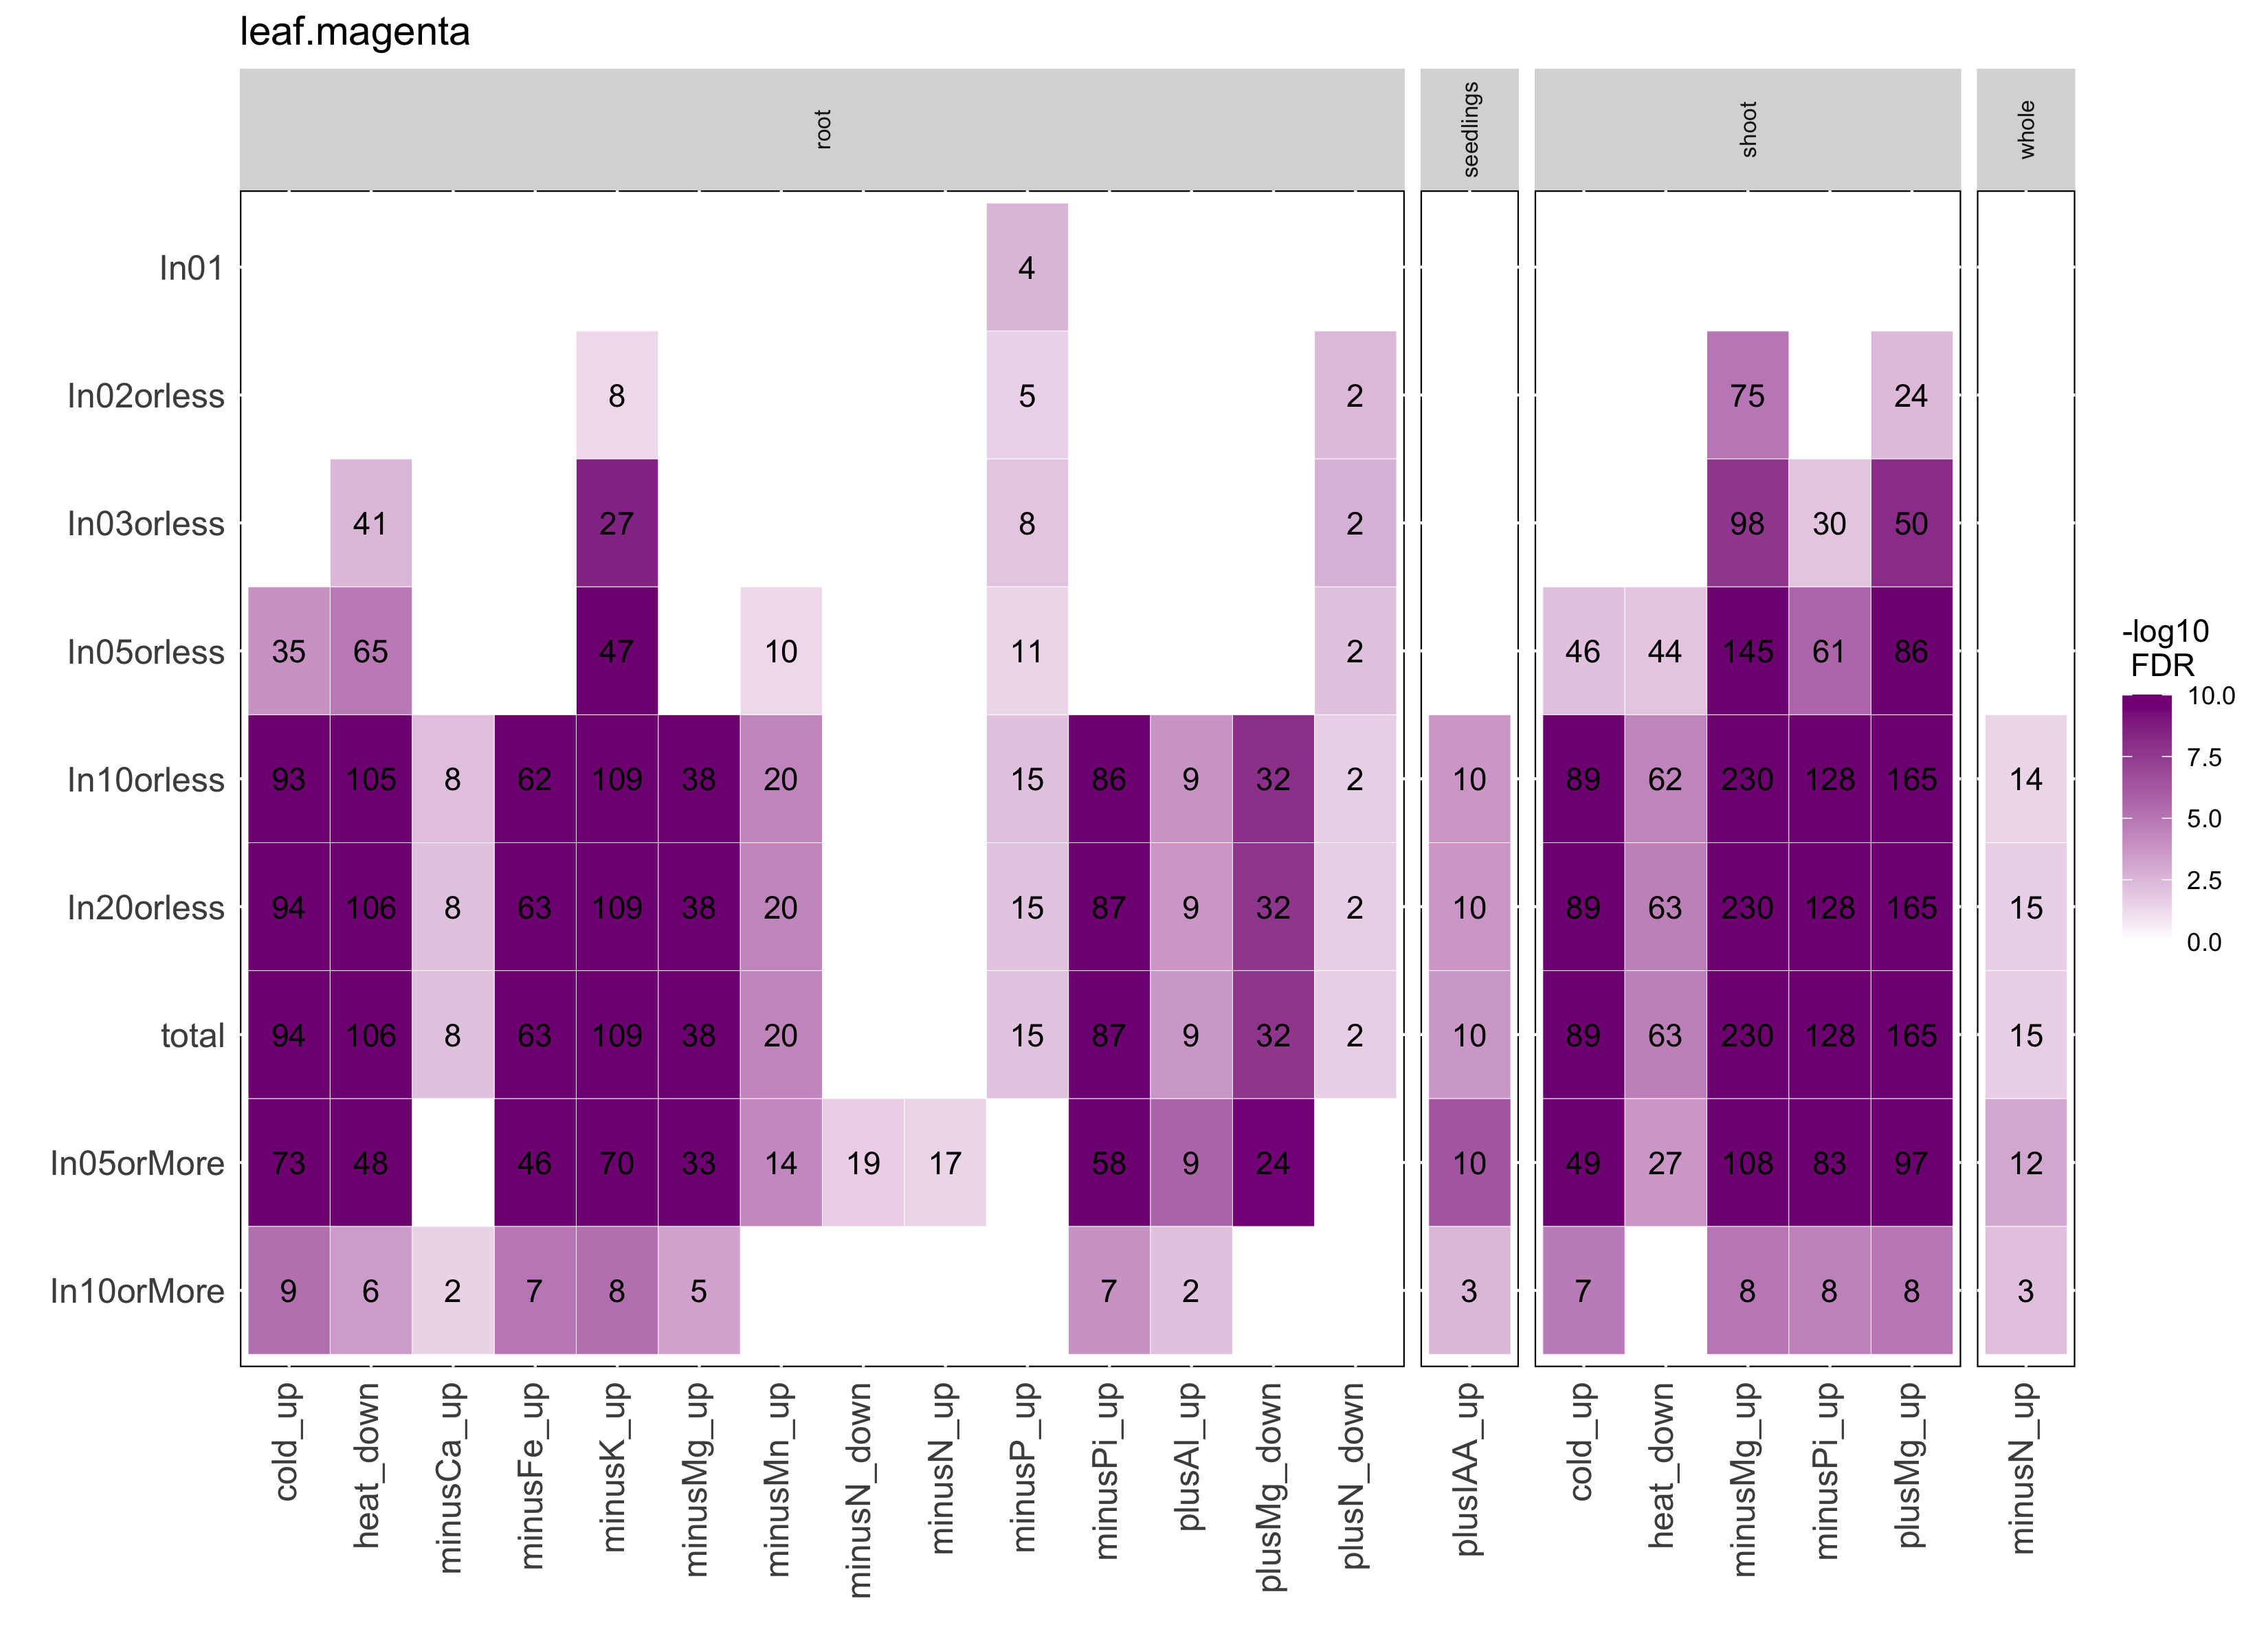 leaf.magenta
root seedlings shoot whole
In01 4
In02orless 8 5 2 75 24
In03orless 41 27 8 2 98 30 50
In05orless 35 65 47 10 11 2 46 44 145 61 86
In10orless 93 105 8 62 109 38 20 15 86 9 32 2 10 89 62 230 128 165 14
In20orless 94 106 8 63 109 38 20 15 87 9 32 2 10 89 63 230 128 165 15
total 94 106 8 63 109 38 20 15 87 9 32 2 10 89 63 230 128 165 15
In05orMore 73 48 46 70 33 14 19 17 58 9 24 10 49 27 108 83 97 12
In10orMore 9 6 2 7 8 5 7 2 3 7 8 8 8 3
cold_up heat_down minusCa_up minusFe_up minusK_up minusMg_up minusMn_up minusN_down minusN_up minusP_up minusPi_up plusAl_up plusMg_down plusN_down plusIAA_up cold_up heat_down minusMg_up minusPi_up plusMg_up minusN_up
-log10
FDR
10.0
7.5
5.0
2.5
0.0